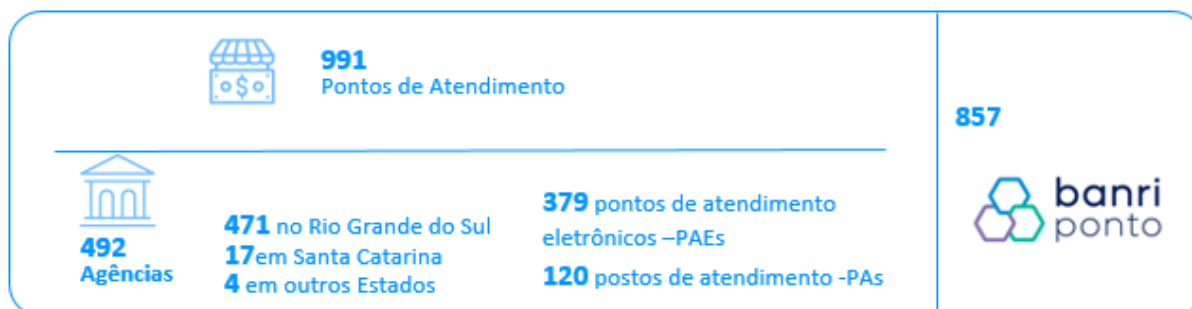 991
Pontos de Atendimento
857
banri
ponto
492
Agências
471 no Rio Grande do Sul
17em Santa Catarina
4 em outros Estados
379 pontos de atendimento
eletrônicos –PAEs
120 postos de atendimento -PAs